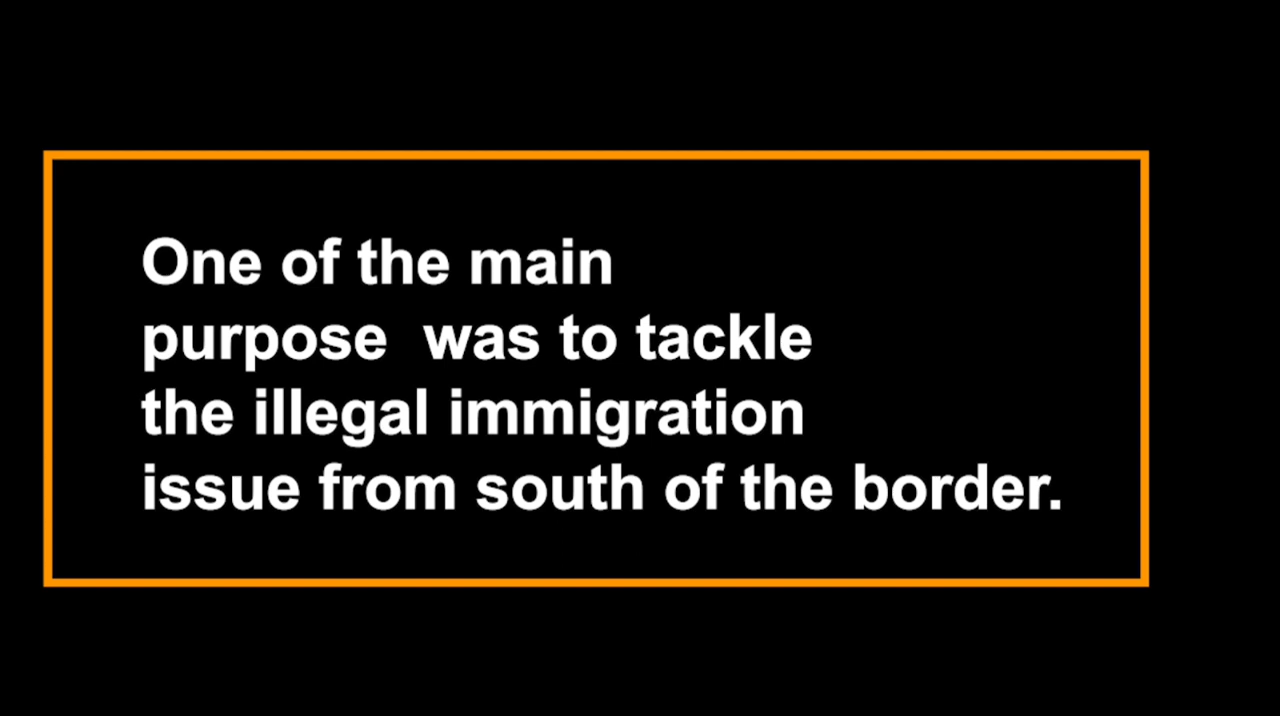 One of the main
purpose  was to tackle
the illegal immigration
issue from south of the border.